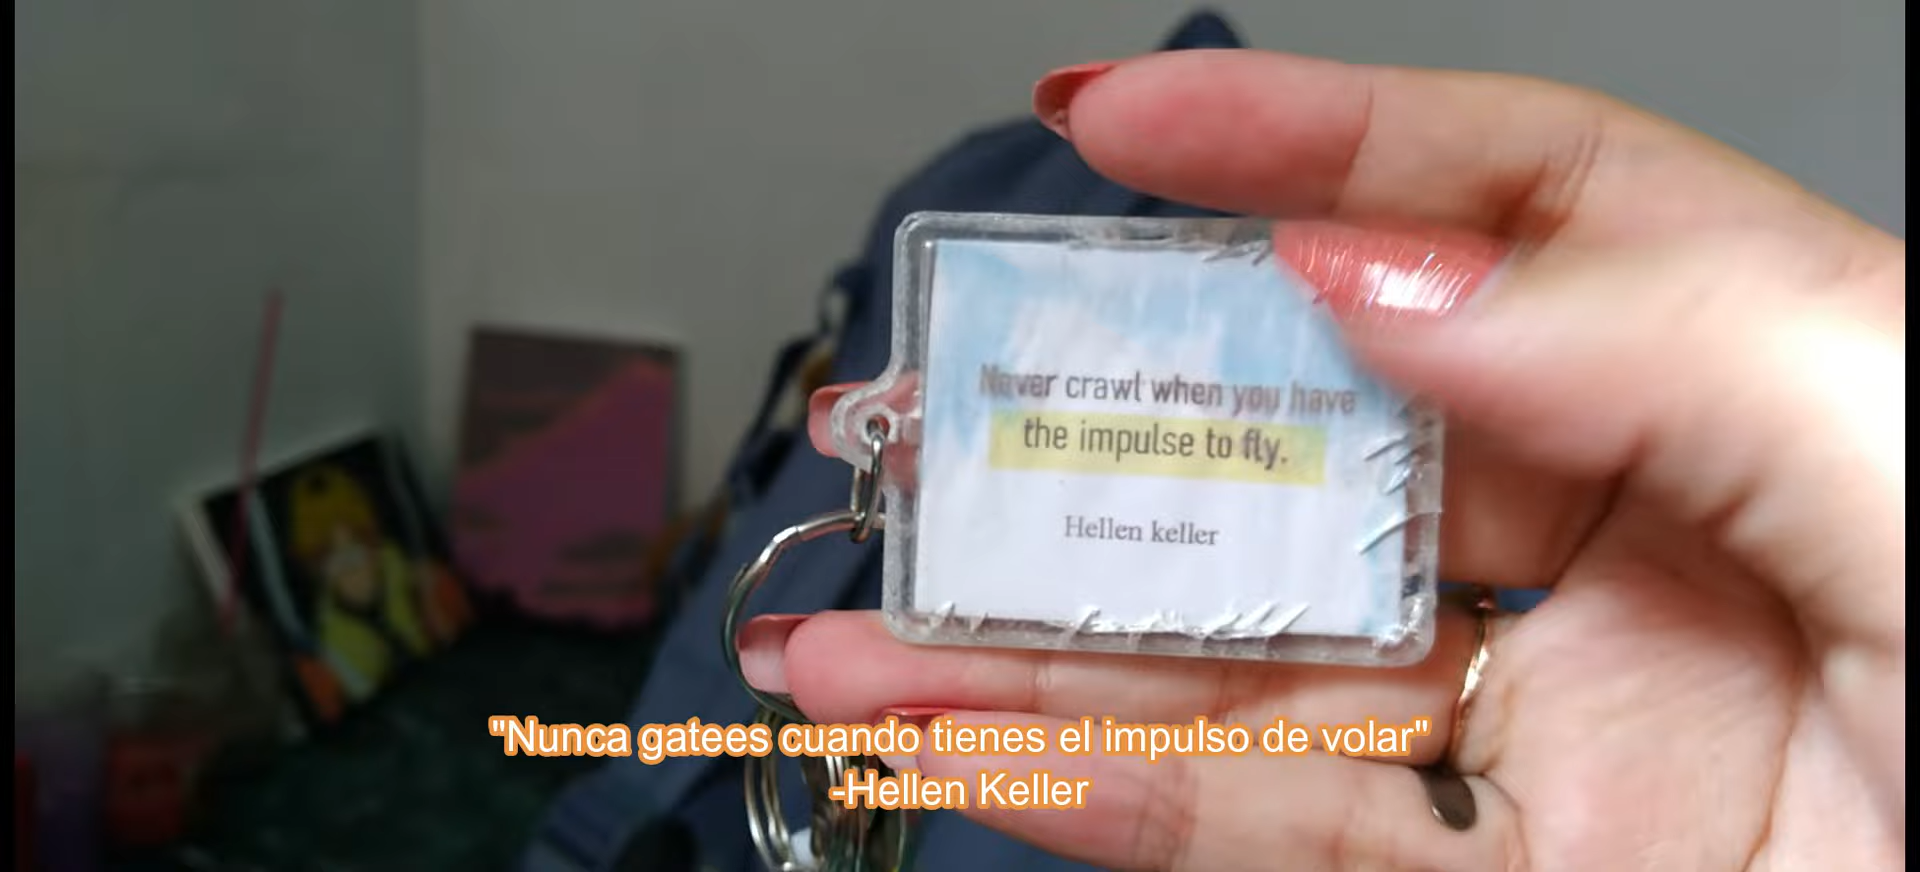 Never crawl when you have
the impulse to fly.
Hellen keller
"Nunca gatees cuando tienes el impulso de volar"
-Hellen Keller